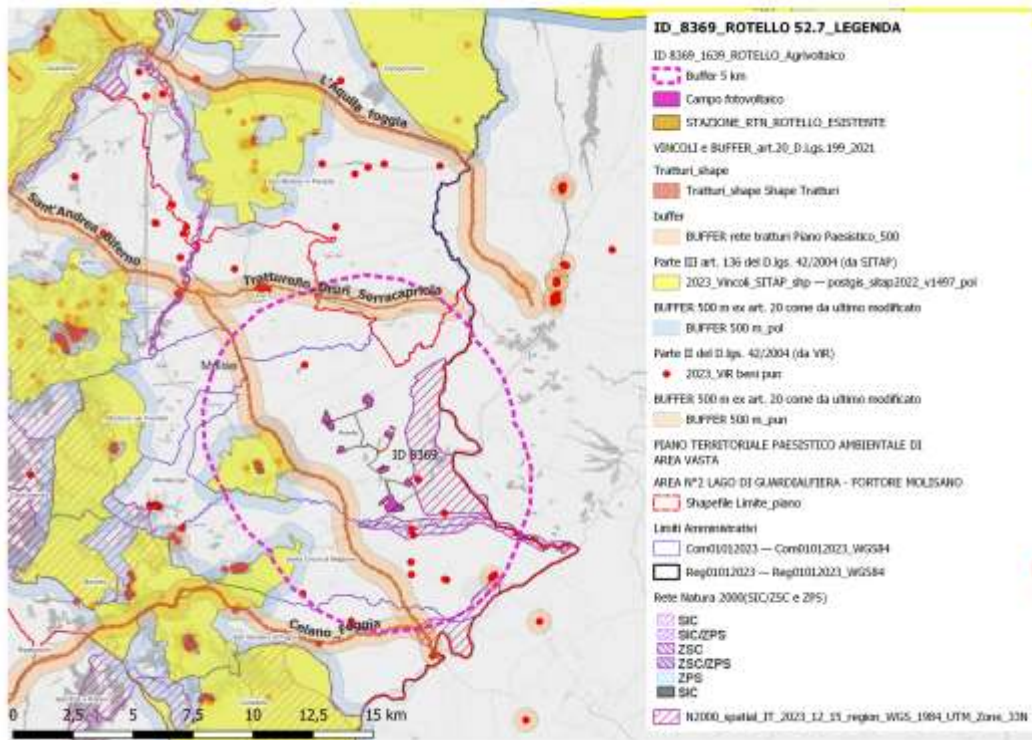 L'Aquila_foggia
Sant'Andrea_Biferno
Tratturello_Ururi_Serracapriola
ID 8369
Celano_Foggia
0 2,5 5 7,5 10 12,5 15 km
ID_8369_ROTELLO 52.7_LEGENDA
ID 8369_1639_ROTELLO_Agrivoltaico
Buffer 5 km
Campo fotovoltaico
STAZIONE_RTN_ROTELLO_ESISTENTE
VINCOLI e BUFFER_art.20_D.Lgs.199_2021
Tratturi_shape
Tratturi_shape Shape Tratturi
buffer
BUFFER rete tratturi Piano Paesistico_500
Parte III art. 136 del D.lgs. 42/2004 (da SITAP)
2023_Vincoli_SITAP_shp — postgis_sitap2022_v1497_pol
BUFFER 500 m ex art. 20 come da ultimo modificato
BUFFER 500 m_pol
Parte II del D.lgs. 42/2004 (da VIR)
2023_VIR beni pun
BUFFER 500 m ex art. 20 come da ultimo modificato
BUFFER 500 m_pun
PIANO TERRITORIALE PAESISTICO AMBIENTALE DI
AREA VASTA
AREA N°2 LAGO DI GUARDIALFIERA - FORTORE MOLISANO
Shapefile Limite_piano
Limiti Amministrativi
Com01012023 — Com01012023_WGS84
Reg01012023 — Reg01012023_WGS84
Rete Natura 2000(SIC/ZSC e ZPS)
SIC
SIC/ZPS
ZSC
ZSC/ZPS
ZPS
SIC
N2000_spatial_IT_2023_12_15_region_WGS_1984_UTM_Zone_33N